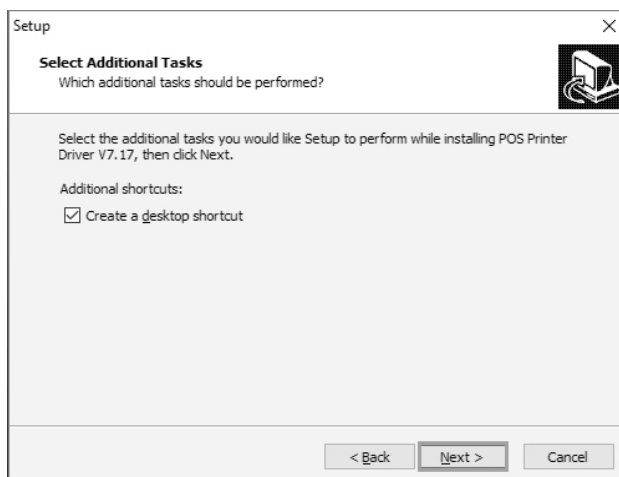 Setup
Select Additional Tasks
Which additional tasks should be performed?
Select the additional tasks you would like Setup to perform while installing POS Printer
Driver V7.17, then click Next.
Additional shortcuts:
Create a desktop shortcut
< Back
Next >
Cancel